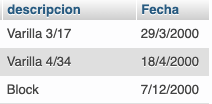 descripcion Fecha
Varilla 3/17 29/3/2000
Varilla 4/34 18/4/2000
Block 7/12/2000